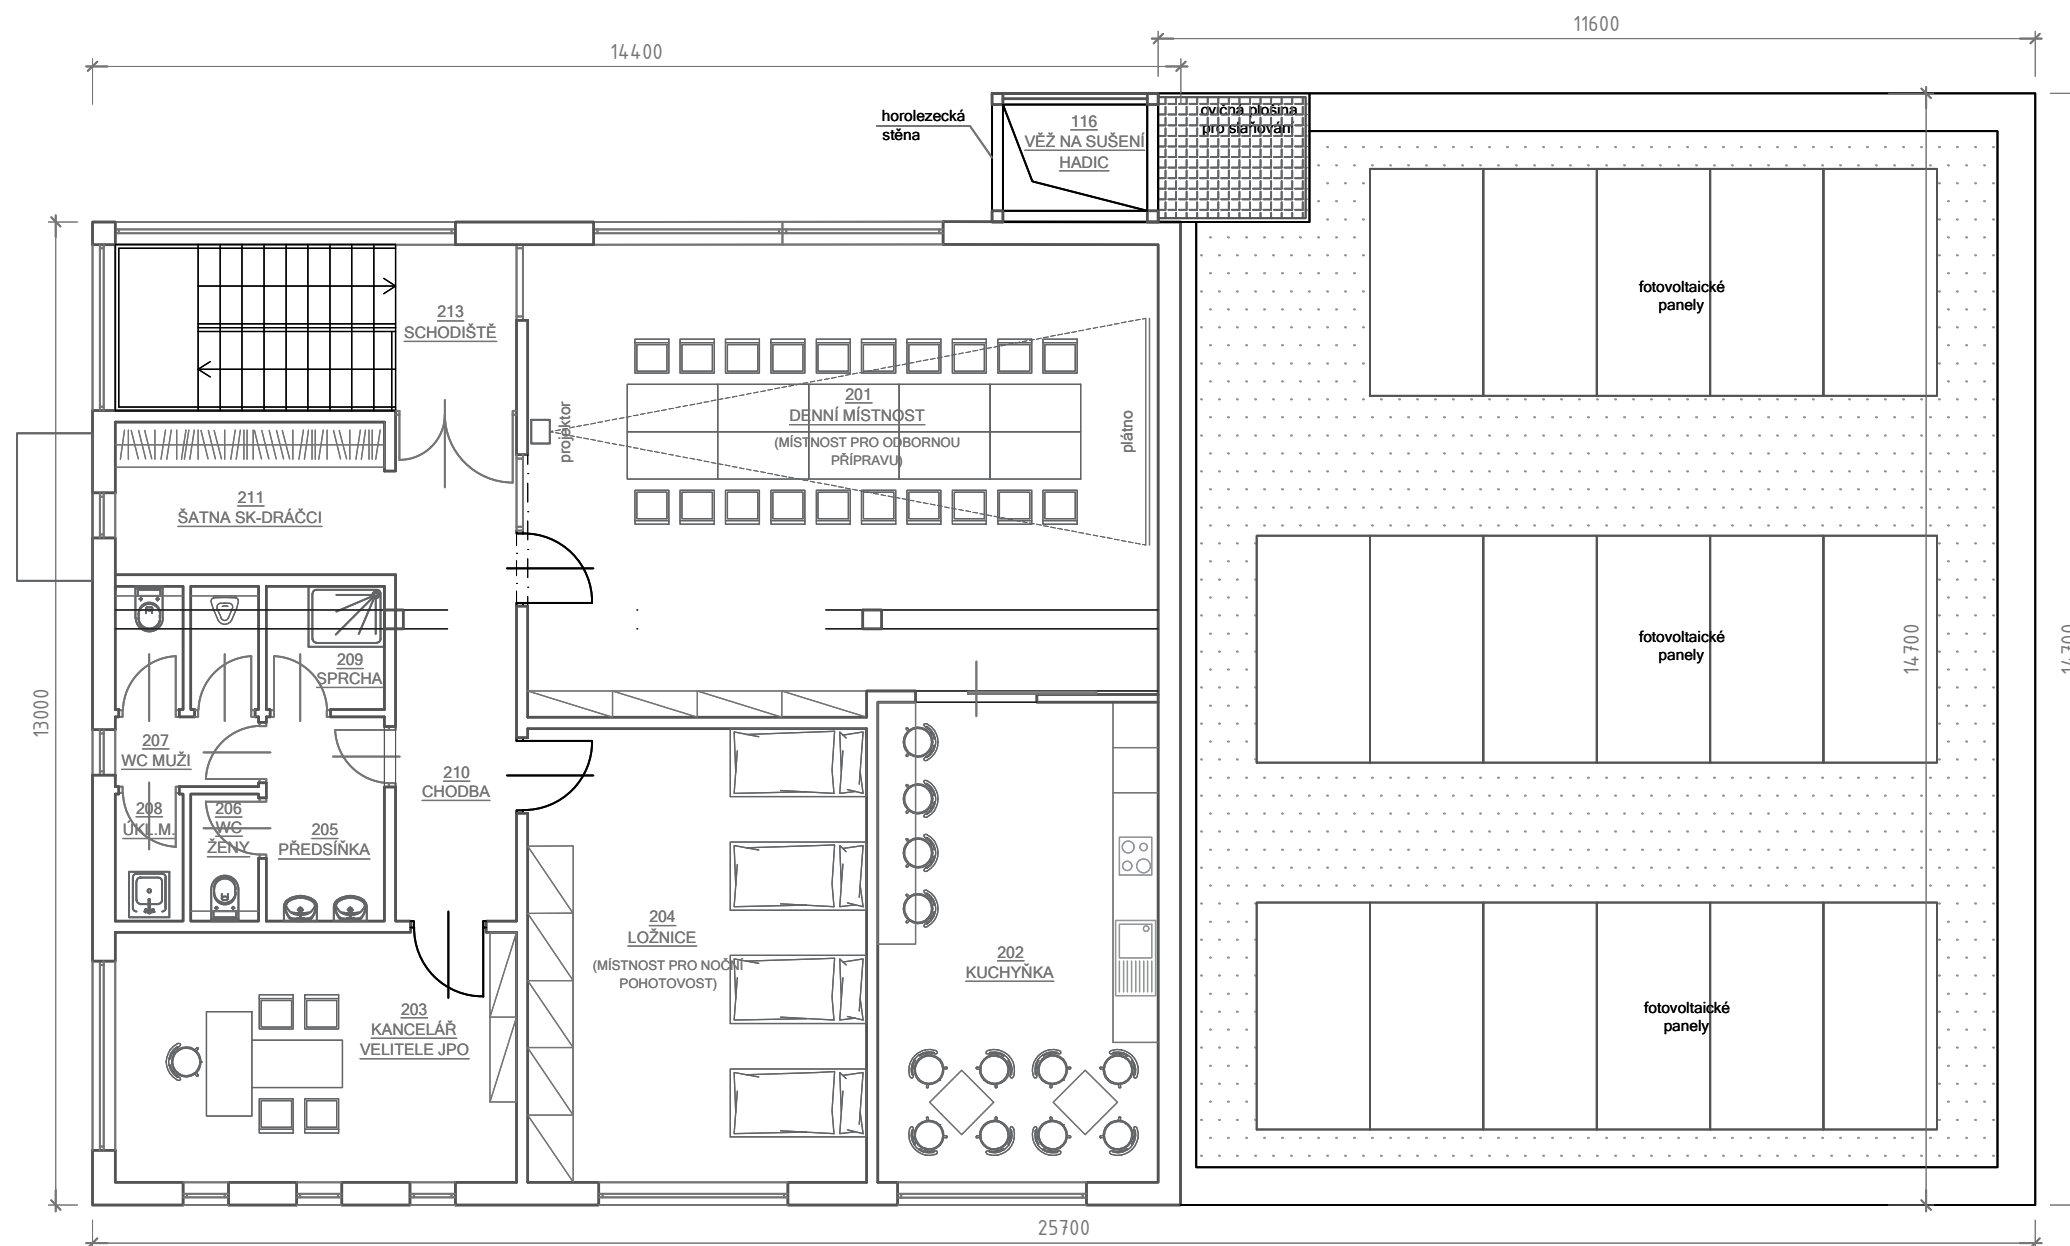 11600
14400
horolezecká
stěna
116
VĚŽ NA SUŠENÍ
HADIC
cvičná plošina
pro slaňování
fotovoltaické
panely
213
SCHODIŠTĚ
projektor
201
DENNÍ MÍSTNOST
(MÍSTNOST PRO ODBORNOU
PŘÍPRAVU)
plátno
211
ŠATNA SK-DRÁČCI
209
SPRCHA
fotovoltaické
panely
14700
14700
13000
207
WC MUŽI
210
CHODBA
208
ÚKL.M.
206
WC
ŽENY
205
PŘEDSÍŇKA
204
LOŽNICE
(MÍSTNOST PRO NOČNÍ
POHOTOVOST)
202
KUCHYŇKA
203
KANCELÁŘ
VELITELE JPO
fotovoltaické
panely
25700